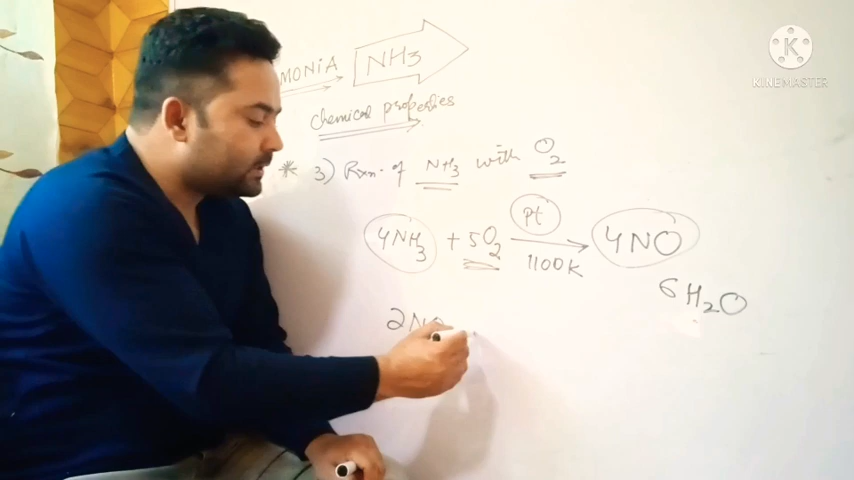 MONIA NH3
chemical properties
* 3) Rxn. of NH3 with O2
4NH3 + 5O2 Pt 4NO
1100K
6H2O
2NO
K
KINEMASTER